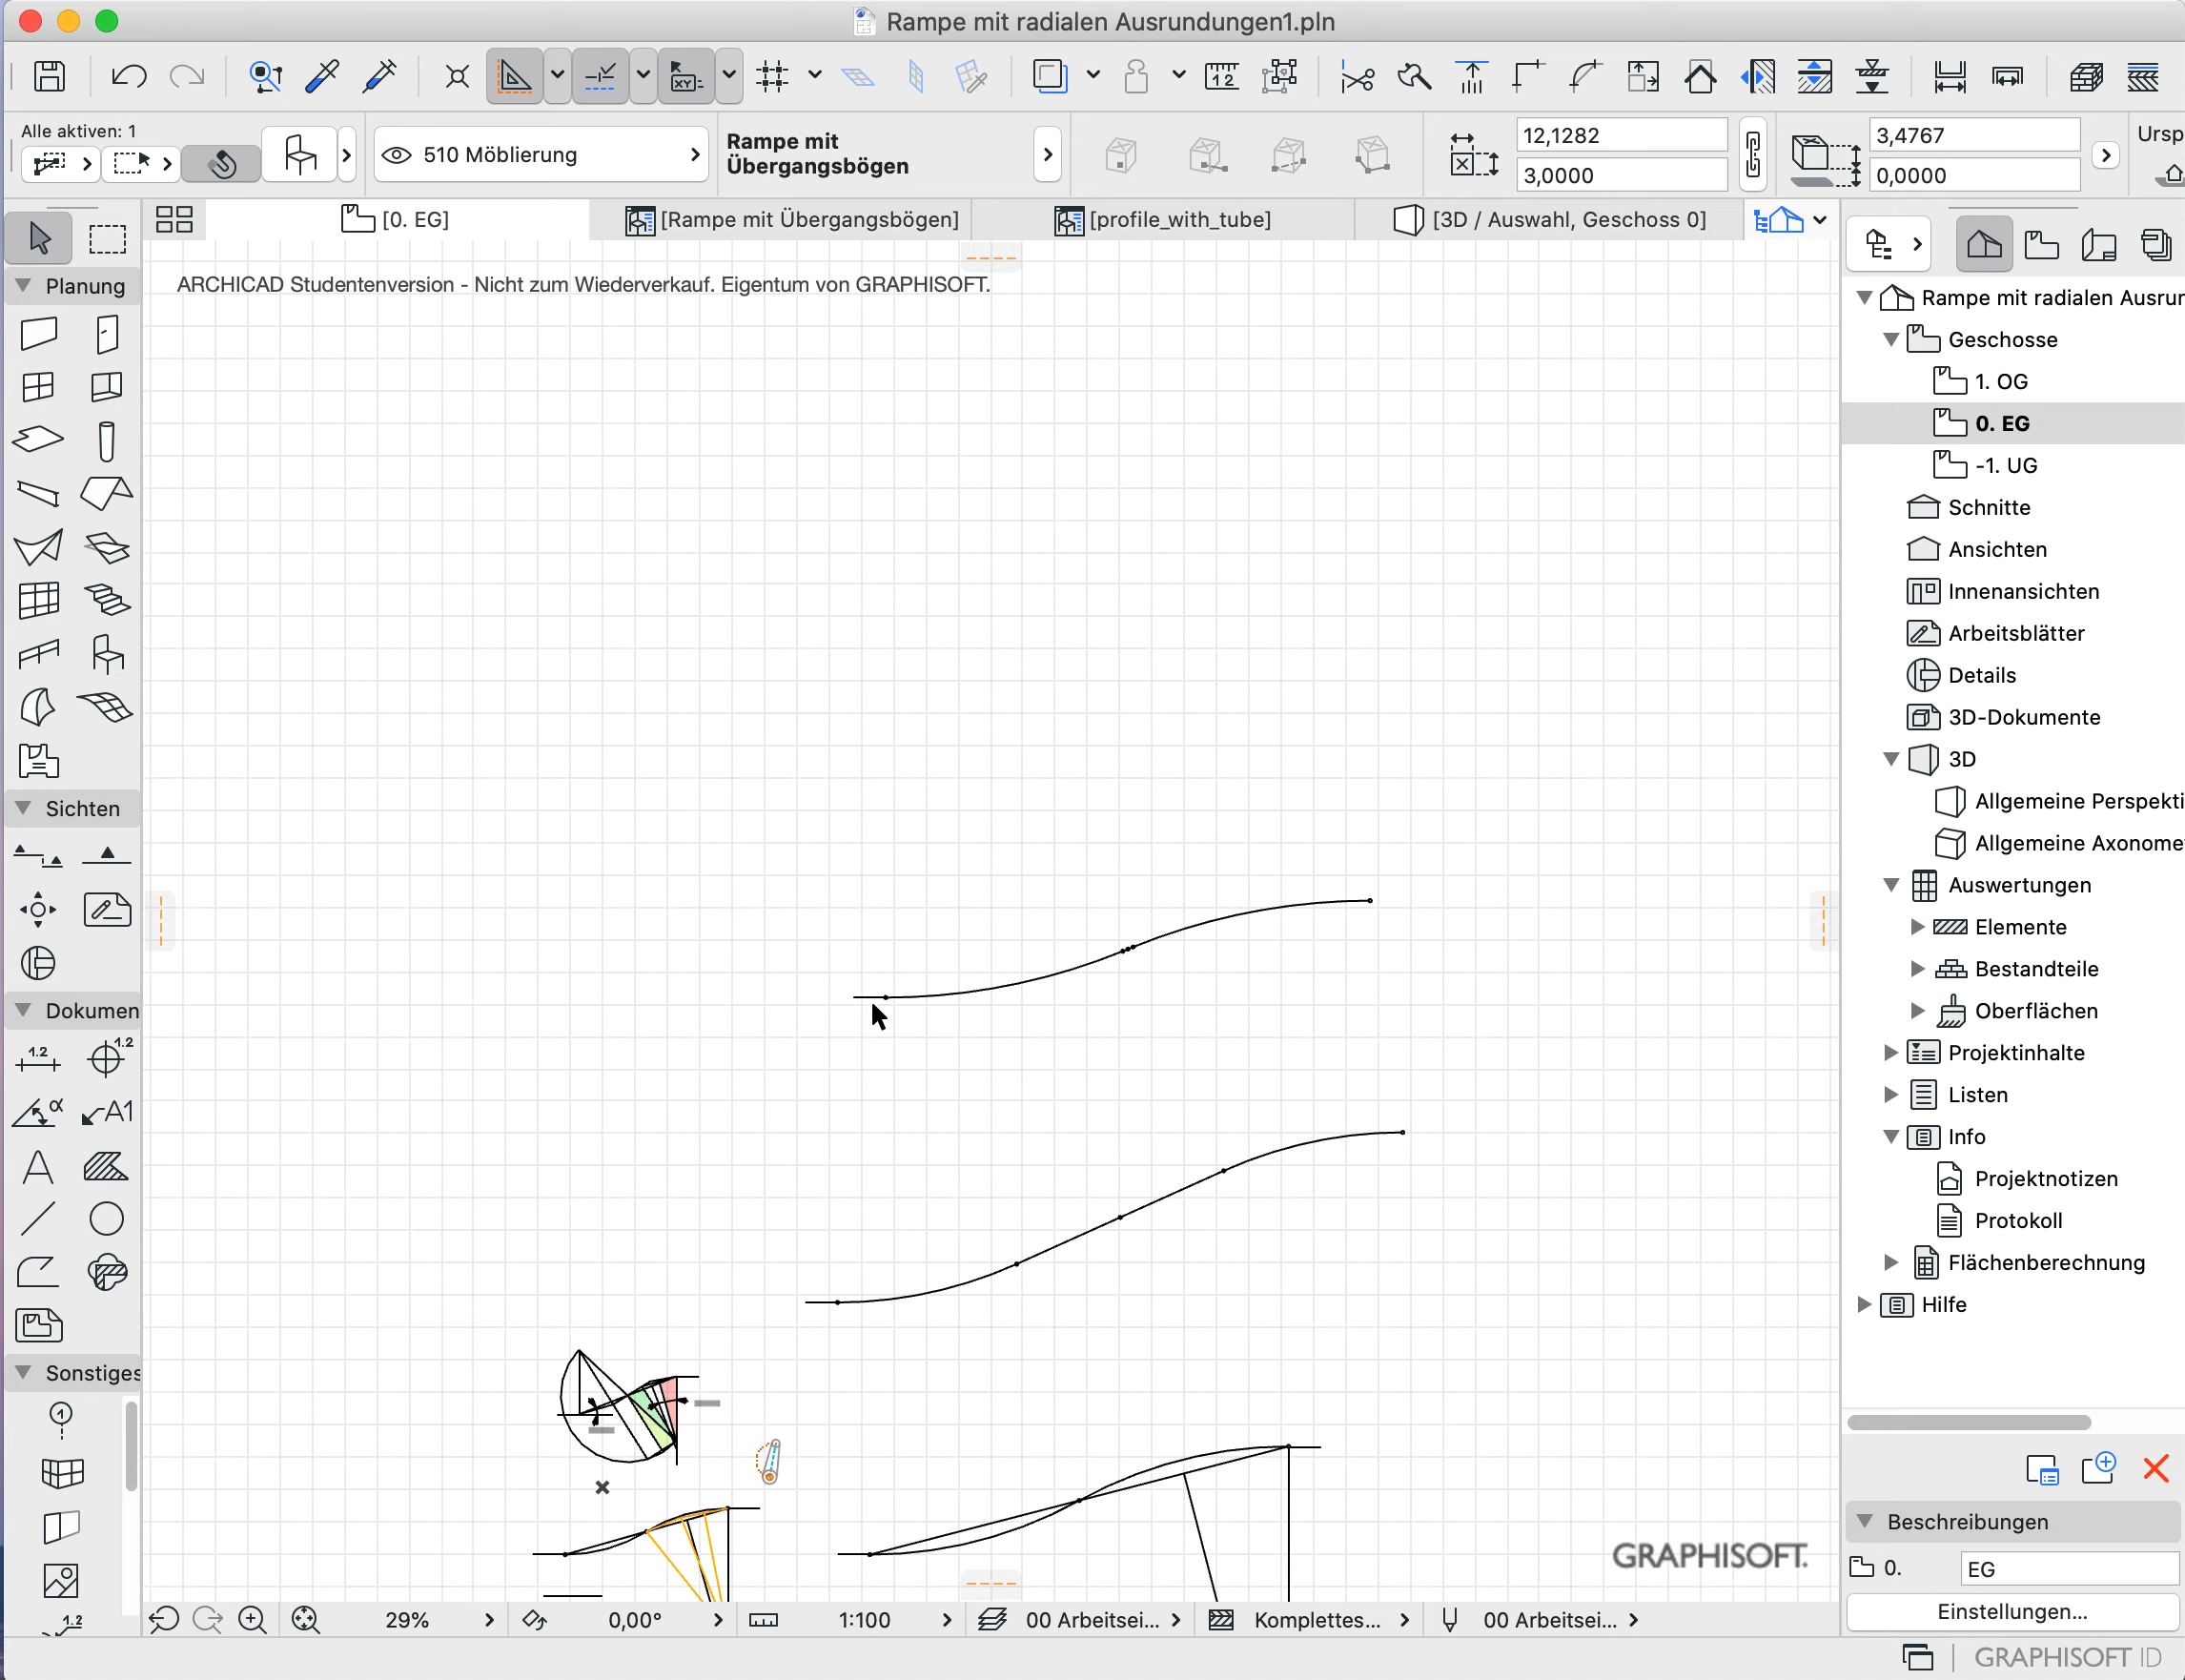 Rampe mit radialen Ausrundungen1.pln
Alle aktiven: 1
510 Möblierung
Rampe mit
Übergangsbögen
12,1282
3,0000
3,4767
0,0000
Ursp
[0. EG]
[Rampe mit Übergangsbögen]
[profile_with_tube]
[3D / Auswahl, Geschoss 0]
ARCHICAD Studentenversion - Nicht zum Wiederverkauf. Eigentum von GRAPHISOFT.
Planung
Sichten
Dokumen
Sonstiges
Rampe mit radialen Ausrun
Geschosse
1. OG
0. EG
-1. UG
Schnitte
Ansichten
Innenansichten
Arbeitsblätter
Details
3D-Dokumente
3D
Allgemeine Perspekti
Allgemeine Axonome
Auswertungen
Elemente
Bestandteile
Oberflächen
Projektinhalte
Listen
Info
Projektnotizen
Protokoll
Flächenberechnung
Hilfe
Beschreibungen
0.
EG
Einstellungen...
GRAPHISOFT.
29%
0,00°
1:100
00 Arbeitsei...
Komplettes...
00 Arbeitsei...
GRAPHISOFT ID